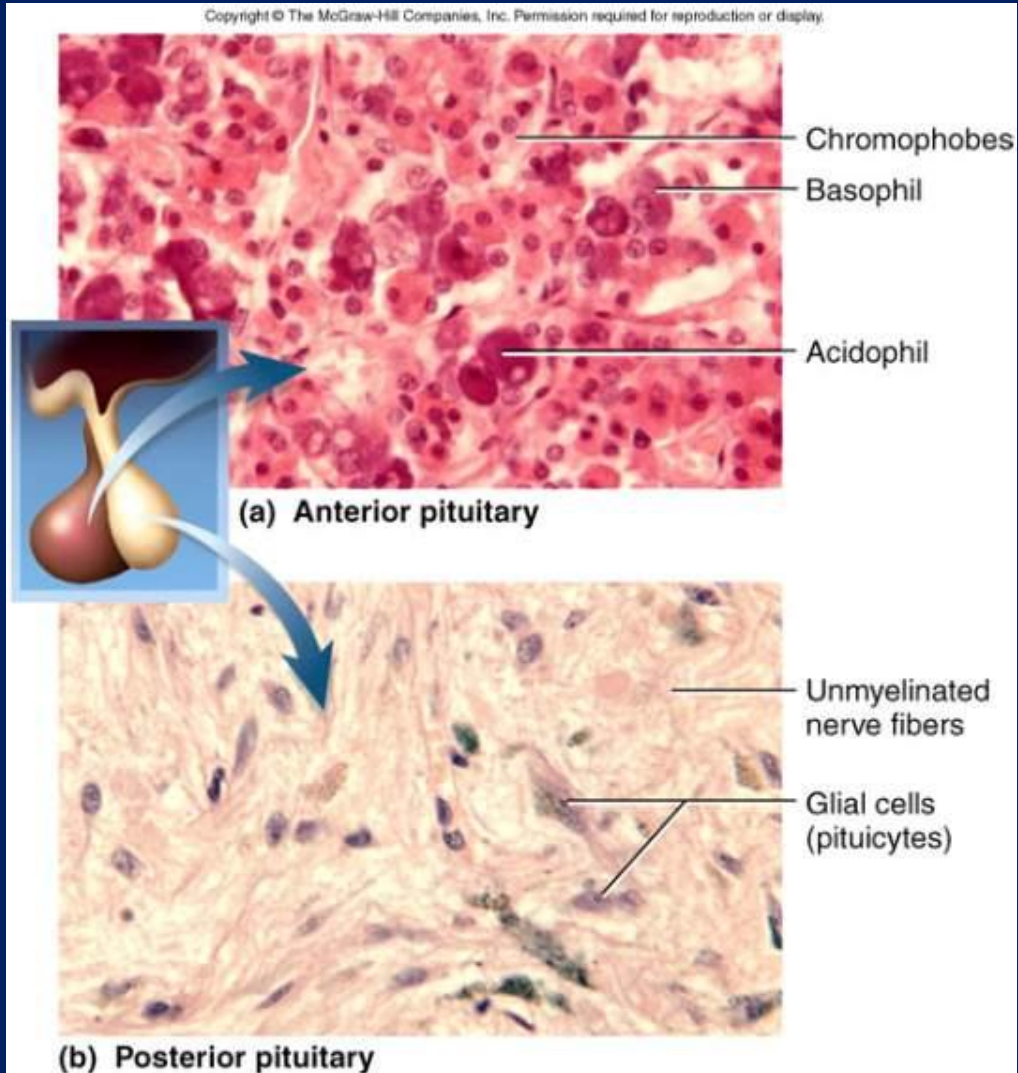 Copyright © The McGraw-Hill Companies, Inc. Permission required for reproduction or display.
Chromophobes
Basophil
Acidophil
(a) Anterior pituitary
Unmyelinated
nerve fibers
Glial cells
(pituicytes)
(b) Posterior pituitary